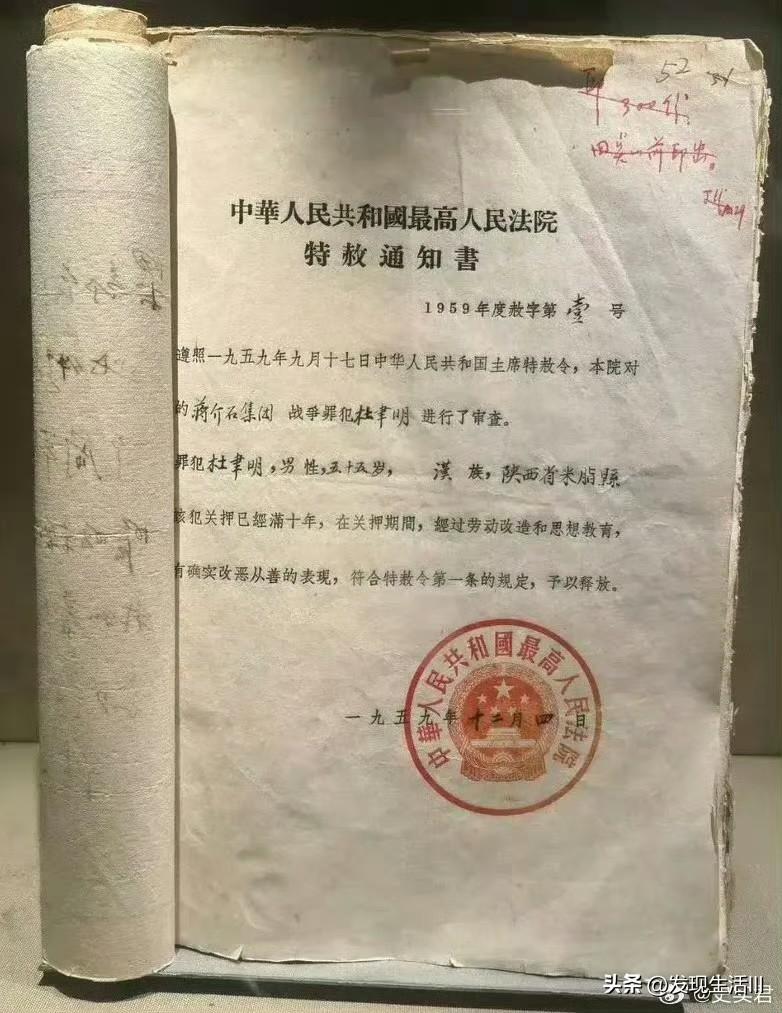 52
中華人民共和國最高人民法院
特赦通知書
1959年度赦字第壹号
遵照一九五九年九月十七日中华人民共和国主席特赦令，本院对
的蒋介石集团 战爭罪犯杜聿明 进行了审查。
罪犯杜聿明，男性，五十五岁， 漢族，陕西省米脂縣
该犯关押已經滿十年，在关押期間，經过劳动改造和思想教育，
有确实改恶从善的表现，符合特赦令第一条的规定，予以释放。
中華人民共和國最高人民法院
一九五九年十二月四日
头条 @发现生活川
@史实君